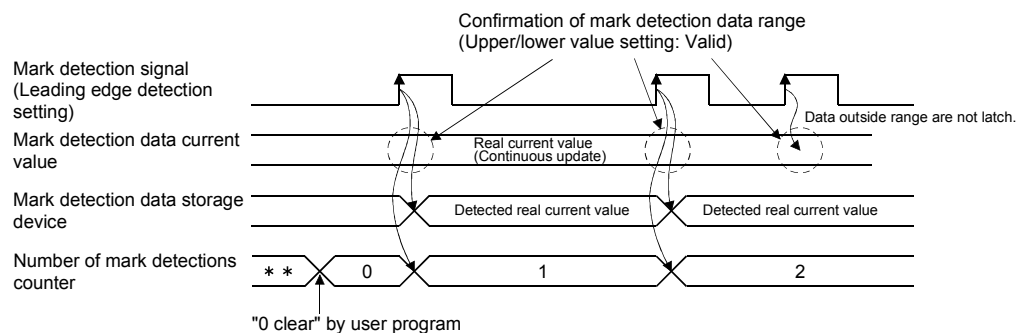 Confirmation of mark detection data range
(Upper/lower value setting: Valid)
Mark detection signal
(Leading edge detection
setting)
Data outside range are not latch.
Mark detection data current
value
Real current value
(Continuous update)
Mark detection data storage
device
Detected real current value
Detected real current value
Number of mark detections
counter
* *
0
1
2
"0 clear" by user program